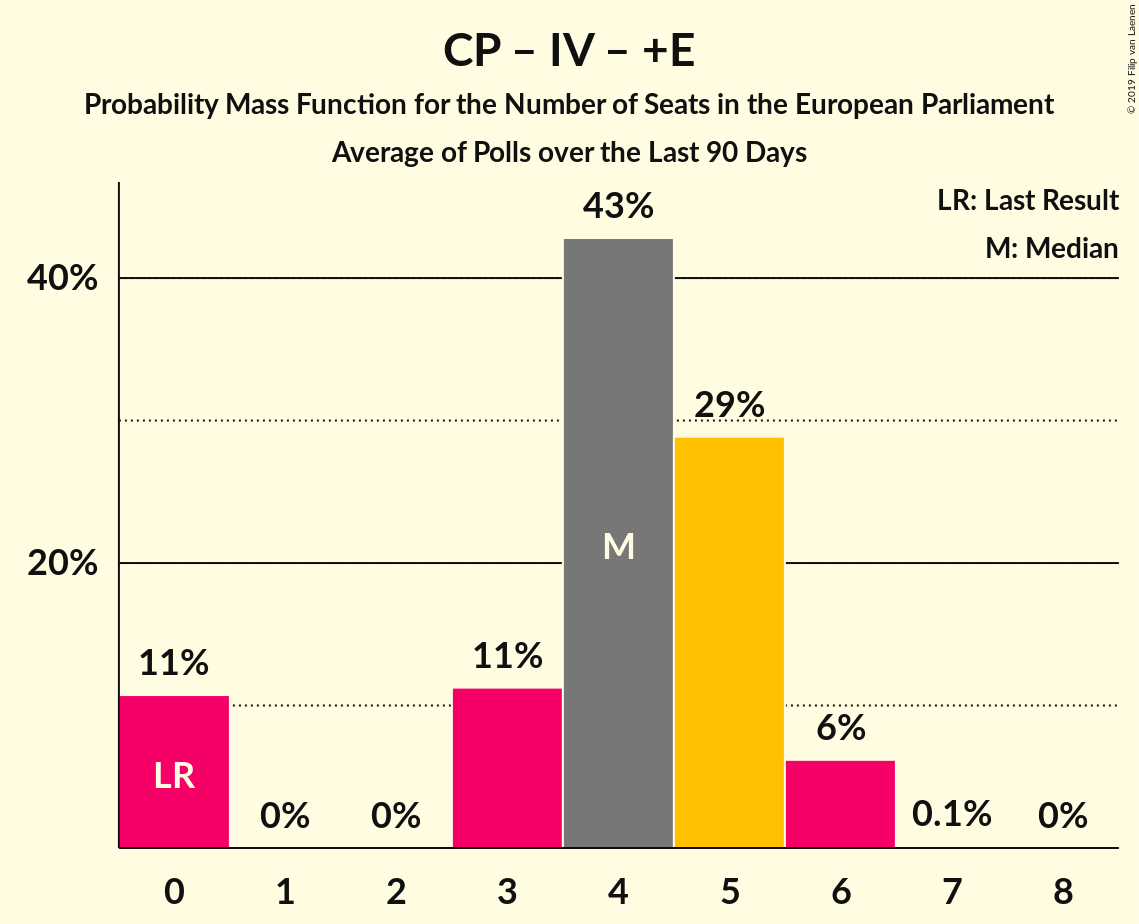 CP – IV – +E
Probability Mass Function for the Number of Seats in the European Parliament
Average of Polls over the Last 90 Days
© 2019 Filip van Laenen
LR: Last Result
M: Median
43%
40%
29%
M
20%
11%
11%
6%
LR
0%
0%
0.1%
0%
0 1 2 3 4 5 6 7 8